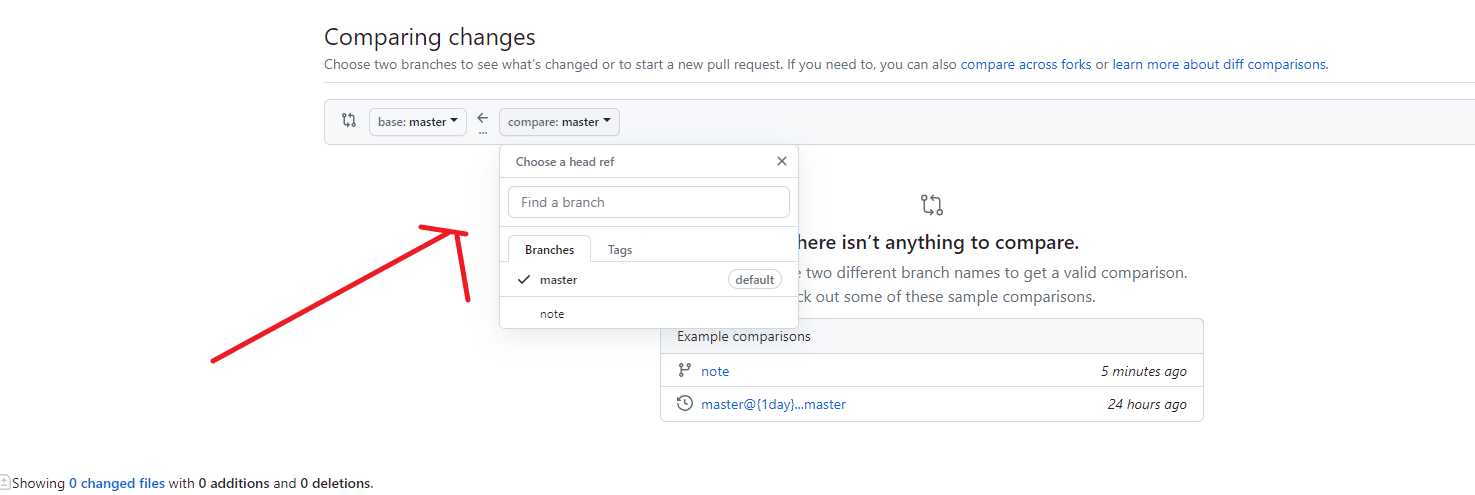 Comparing changes
Choose two branches to see what's changed or to start a new pull request. If you need to, you can also compare across forks or learn more about diff comparisons.
base: master
...
compare: master
Choose a head ref
Find a branch
Branches Tags
master default
note
here isn't anything to compare.
two different branch names to get a valid comparison.
out some of these sample comparisons.
Example comparisons
note 5 minutes ago
master@{1day}...master 24 hours ago
Showing 0 changed files with 0 additions and 0 deletions.